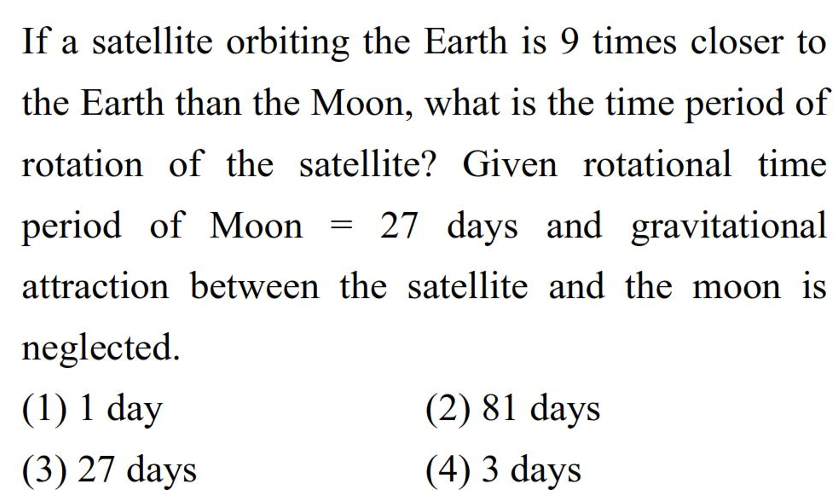 If a satellite orbiting the Earth is 9 times closer to
the Earth than the Moon, what is the time period of
rotation of the satellite? Given rotational time
period of Moon = 27 days and gravitational
attraction between the satellite and the moon is
neglected.
(1) 1 day (2) 81 days
(3) 27 days (4) 3 days